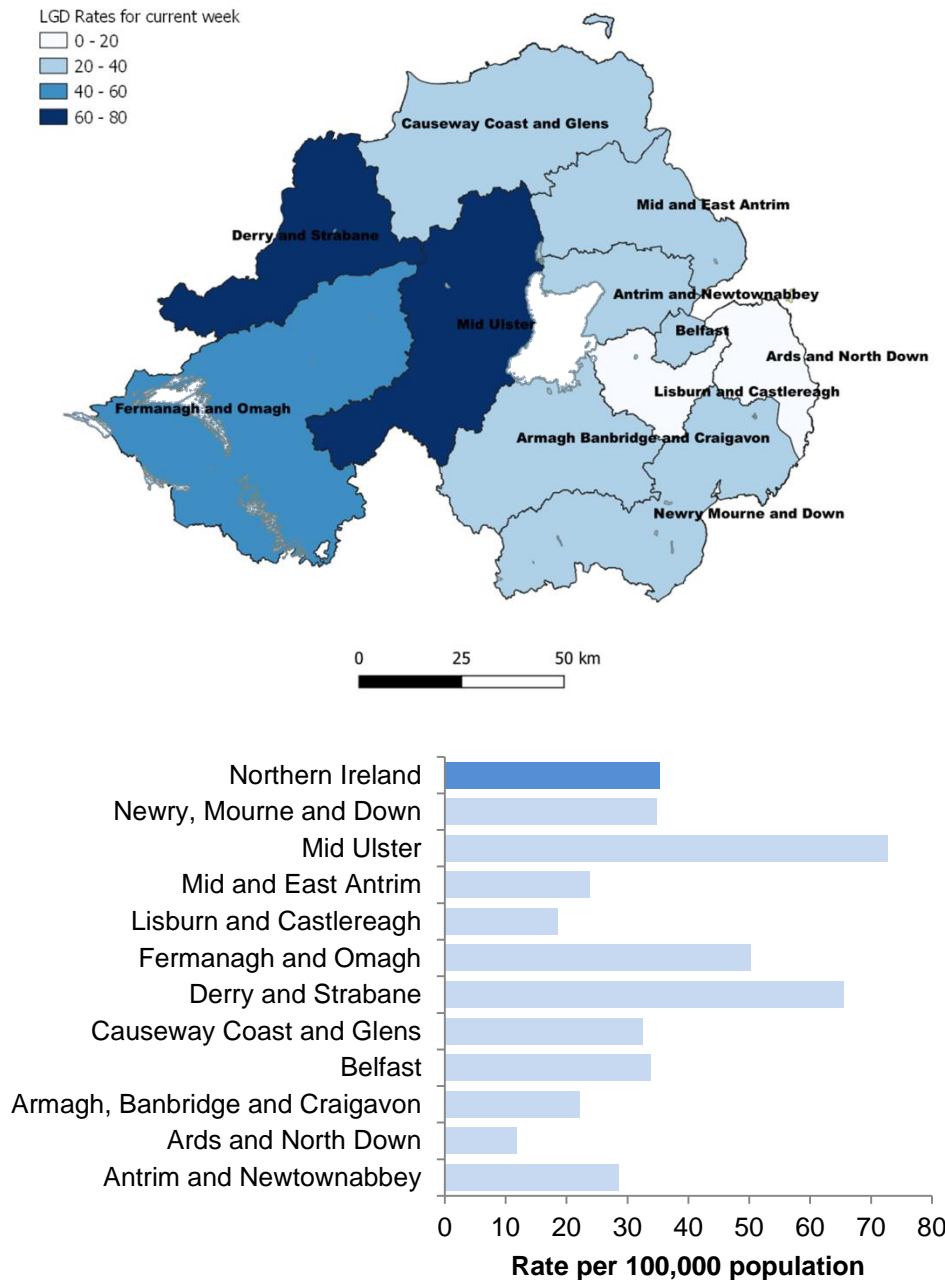 LGD Rates for current week
0 - 20
20 - 40
40 - 60
60 - 80
Causeway Coast and Glens
Mid and East Antrim
Derry and Strabane
Antrim and Newtownabbey
Mid Ulster
Belfast
Ards and North Down
Lisburn and Castlereagh
Fermanagh and Omagh
Armagh Banbridge and Craigavon
Newry Mourne and Down
0 25 50 km
Northern Ireland
Newry, Mourne and Down
Mid Ulster
Mid and East Antrim
Lisburn and Castlereagh
Fermanagh and Omagh
Derry and Strabane
Causeway Coast and Glens
Belfast
Armagh, Banbridge and Craigavon
Ards and North Down
Antrim and Newtownabbey
0 10 20 30 40 50 60 70 80
Rate per 100,000 population